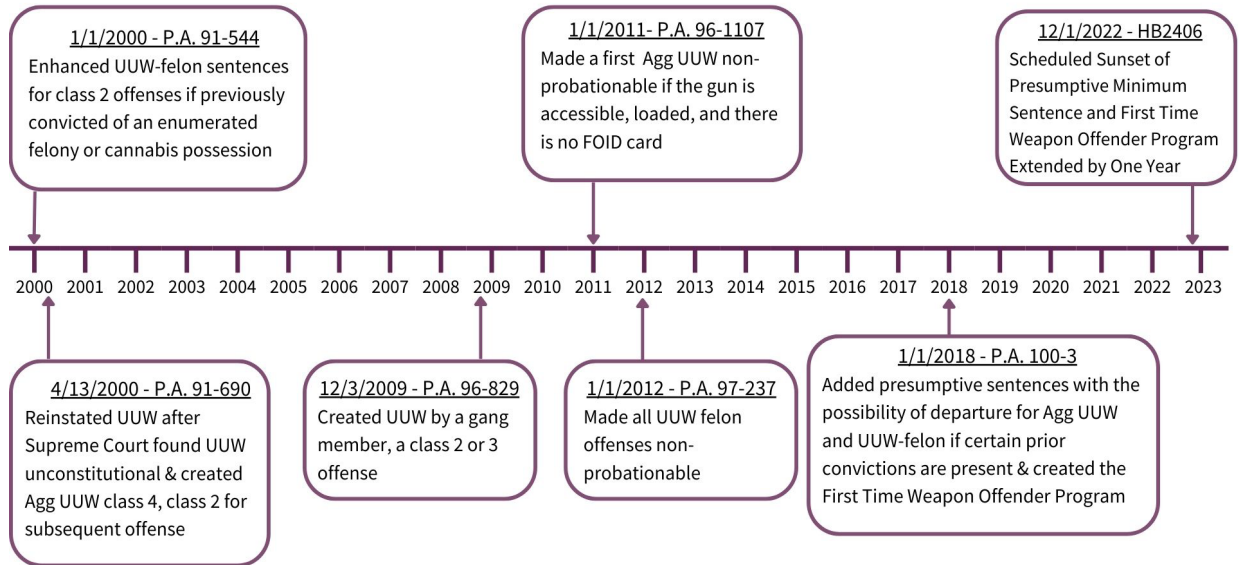 1/1/2000 - P.A. 91-544
Enhanced UUW-felon sentences
for class 2 offenses if previously
convicted of an enumerated
felony or cannabis possession
1/1/2011- P.A. 96-1107
Made a first Agg UUW non-
probationable if the gun is
accessible, loaded, and there
is no FOID card
12/1/2022 - HB2406
Scheduled Sunset of
Presumptive Minimum
Sentence and First Time
Weapon Offender Program
Extended by One Year
2000 2001 2002 2003 2004 2005 2006 2007 2008 2009 2010 2011 2012 2013 2014 2015 2016 2017 2018 2019 2020 2021 2022 2023
4/13/2000 - P.A. 91-690
Reinstated UUW after
Supreme Court found UUW
unconstitutional & created
Agg UUW class 4, class 2 for
subsequent offense
12/3/2009 - P.A. 96-829
Created UUW by a gang
member, a class 2 or 3
offense
1/1/2012 - P.A. 97-237
Made all UUW felon
offenses non-
probationable
1/1/2018 - P.A. 100-3
Added presumptive sentences with the
possibility of departure for Agg UUW
and UUW-felon if certain prior
convictions are present & created the
First Time Weapon Offender Program